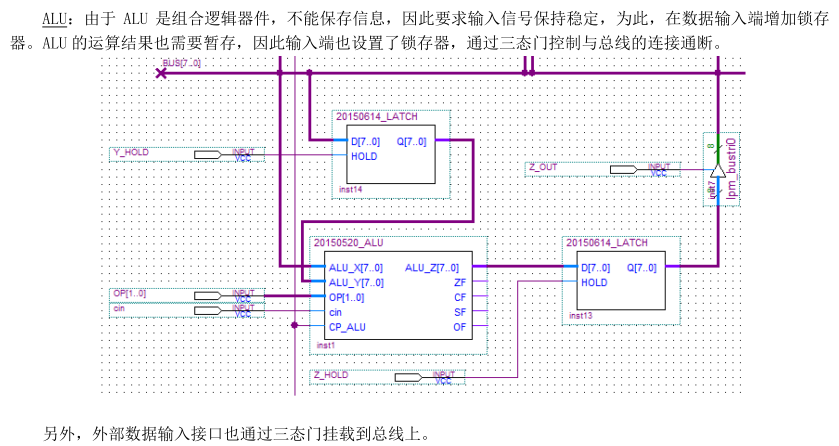 ALU：由于 ALU 是组合逻辑器件，不能保存信息，因此要求输入信号保持稳定，为此，在数据输入端增加锁存
器。ALU 的运算结果也需要暂存，因此输入端也设置了锁存器，通过三态门控制与总线的连接通断。
BUS[7..0]
20150614_LATCH
D[7..0] Q[7..0]
HOLD
inst14
Y_HOLD INPUT
VCC
Z_OUT INPUT
VCC
8
lpm_bustri0
20150520_ALU
ALU_X[7..0] ALU_Z[7..0]
ALU_Y[7..0] ZF
OP[1..0] CF
cin SF
CP_ALU OF
inst1
20150614_LATCH
D[7..0] Q[7..0]
HOLD
inst13
OP[1..0] INPUT
VCC
cin INPUT
VCC
Z_HOLD INPUT
VCC
另外，外部数据输入接口也通过三态门挂载到总线上。